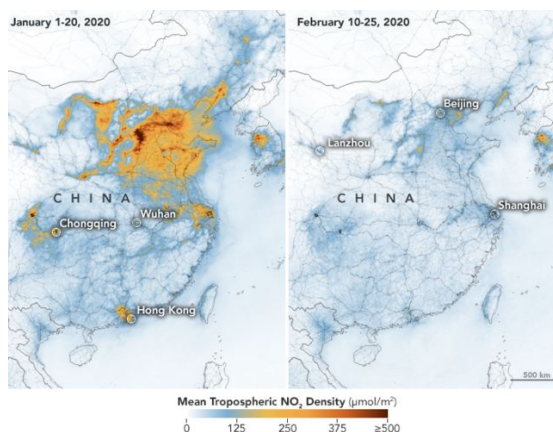 January 1-20, 2020
CHINA
Chongqing
Wuhan
Hong Kong
February 10-25, 2020
Beijing
Lanzhou
CHINA
Shanghai
500 km
Mean Tropospheric NO₂ Density (μmol/m²)
0 125 250 375 ≥500